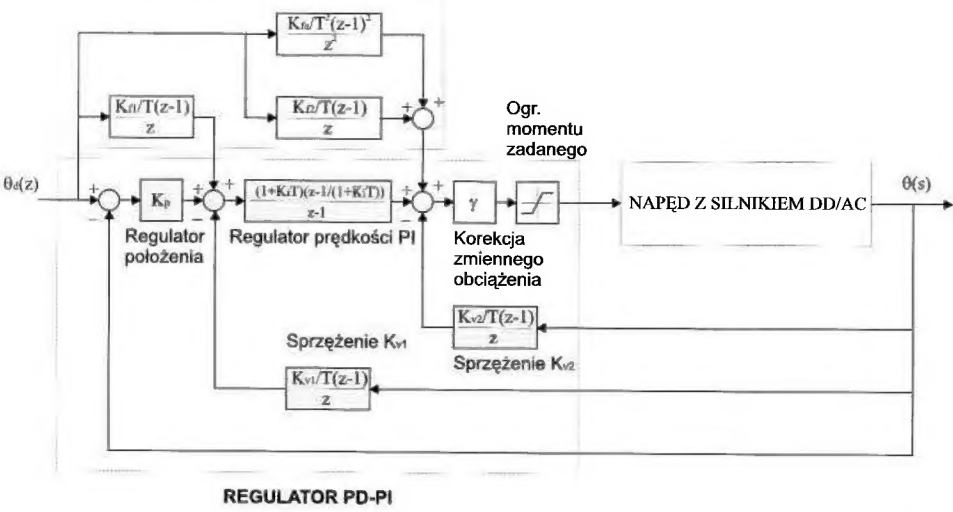 Kfa/T²(z-1)²
z²
Kf1/T(z-1)
z
Kf2/T(z-1)
z
+
+
+
Ogr.
momentu
zadanego
θd(z)
+
−
Kp
+
+
−
(1+KiT)(z-1/(1+KiT))
z-1
+
+
−
γ
NAPĘD Z SILNIKIEM DD/AC
θ(s)
Regulator
położenia
Regulator prędkości PI
Korekcja
zmiennego
obciążenia
Kv2/T(z-1)
z
Sprzężenie Kv1
Sprzężenie Kv2
Kv1/T(z-1)
z
REGULATOR PD-PI